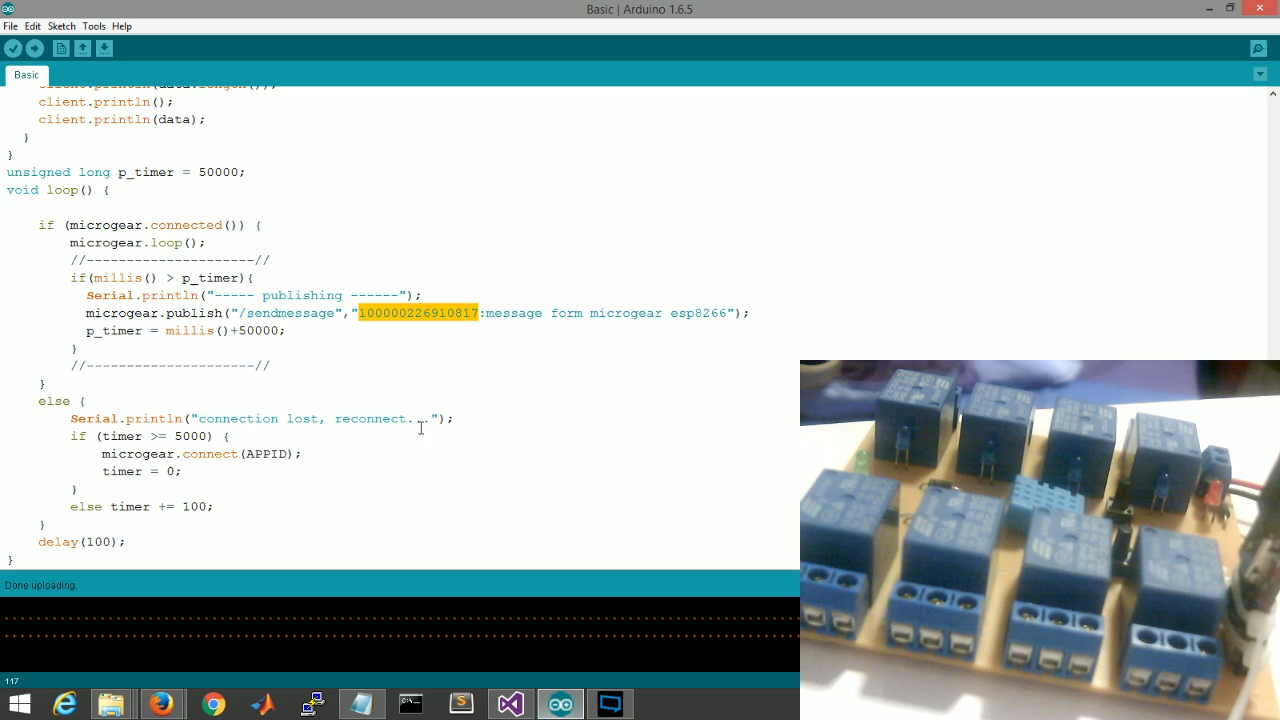 Basic | Arduino 1.6.5
File Edit Sketch Tools Help
Basic
client.println(data.length());
client.println();
client.println(data);
}
}
unsigned long p_timer = 50000;
void loop() {
if (microgear.connected()) {
microgear.loop();
//---------------------//
if(millis() > p_timer){
Serial.println("----- publishing ------");
microgear.publish("/sendmessage","100000226910817:message form microgear esp8266");
p_timer = millis()+50000;
}
//---------------------//
}
else {
Serial.println("connection lost, reconnect...");
if (timer >= 5000) {
microgear.connect(APPID);
timer = 0;
}
else timer += 100;
}
delay(100);
}
Done uploading.
117